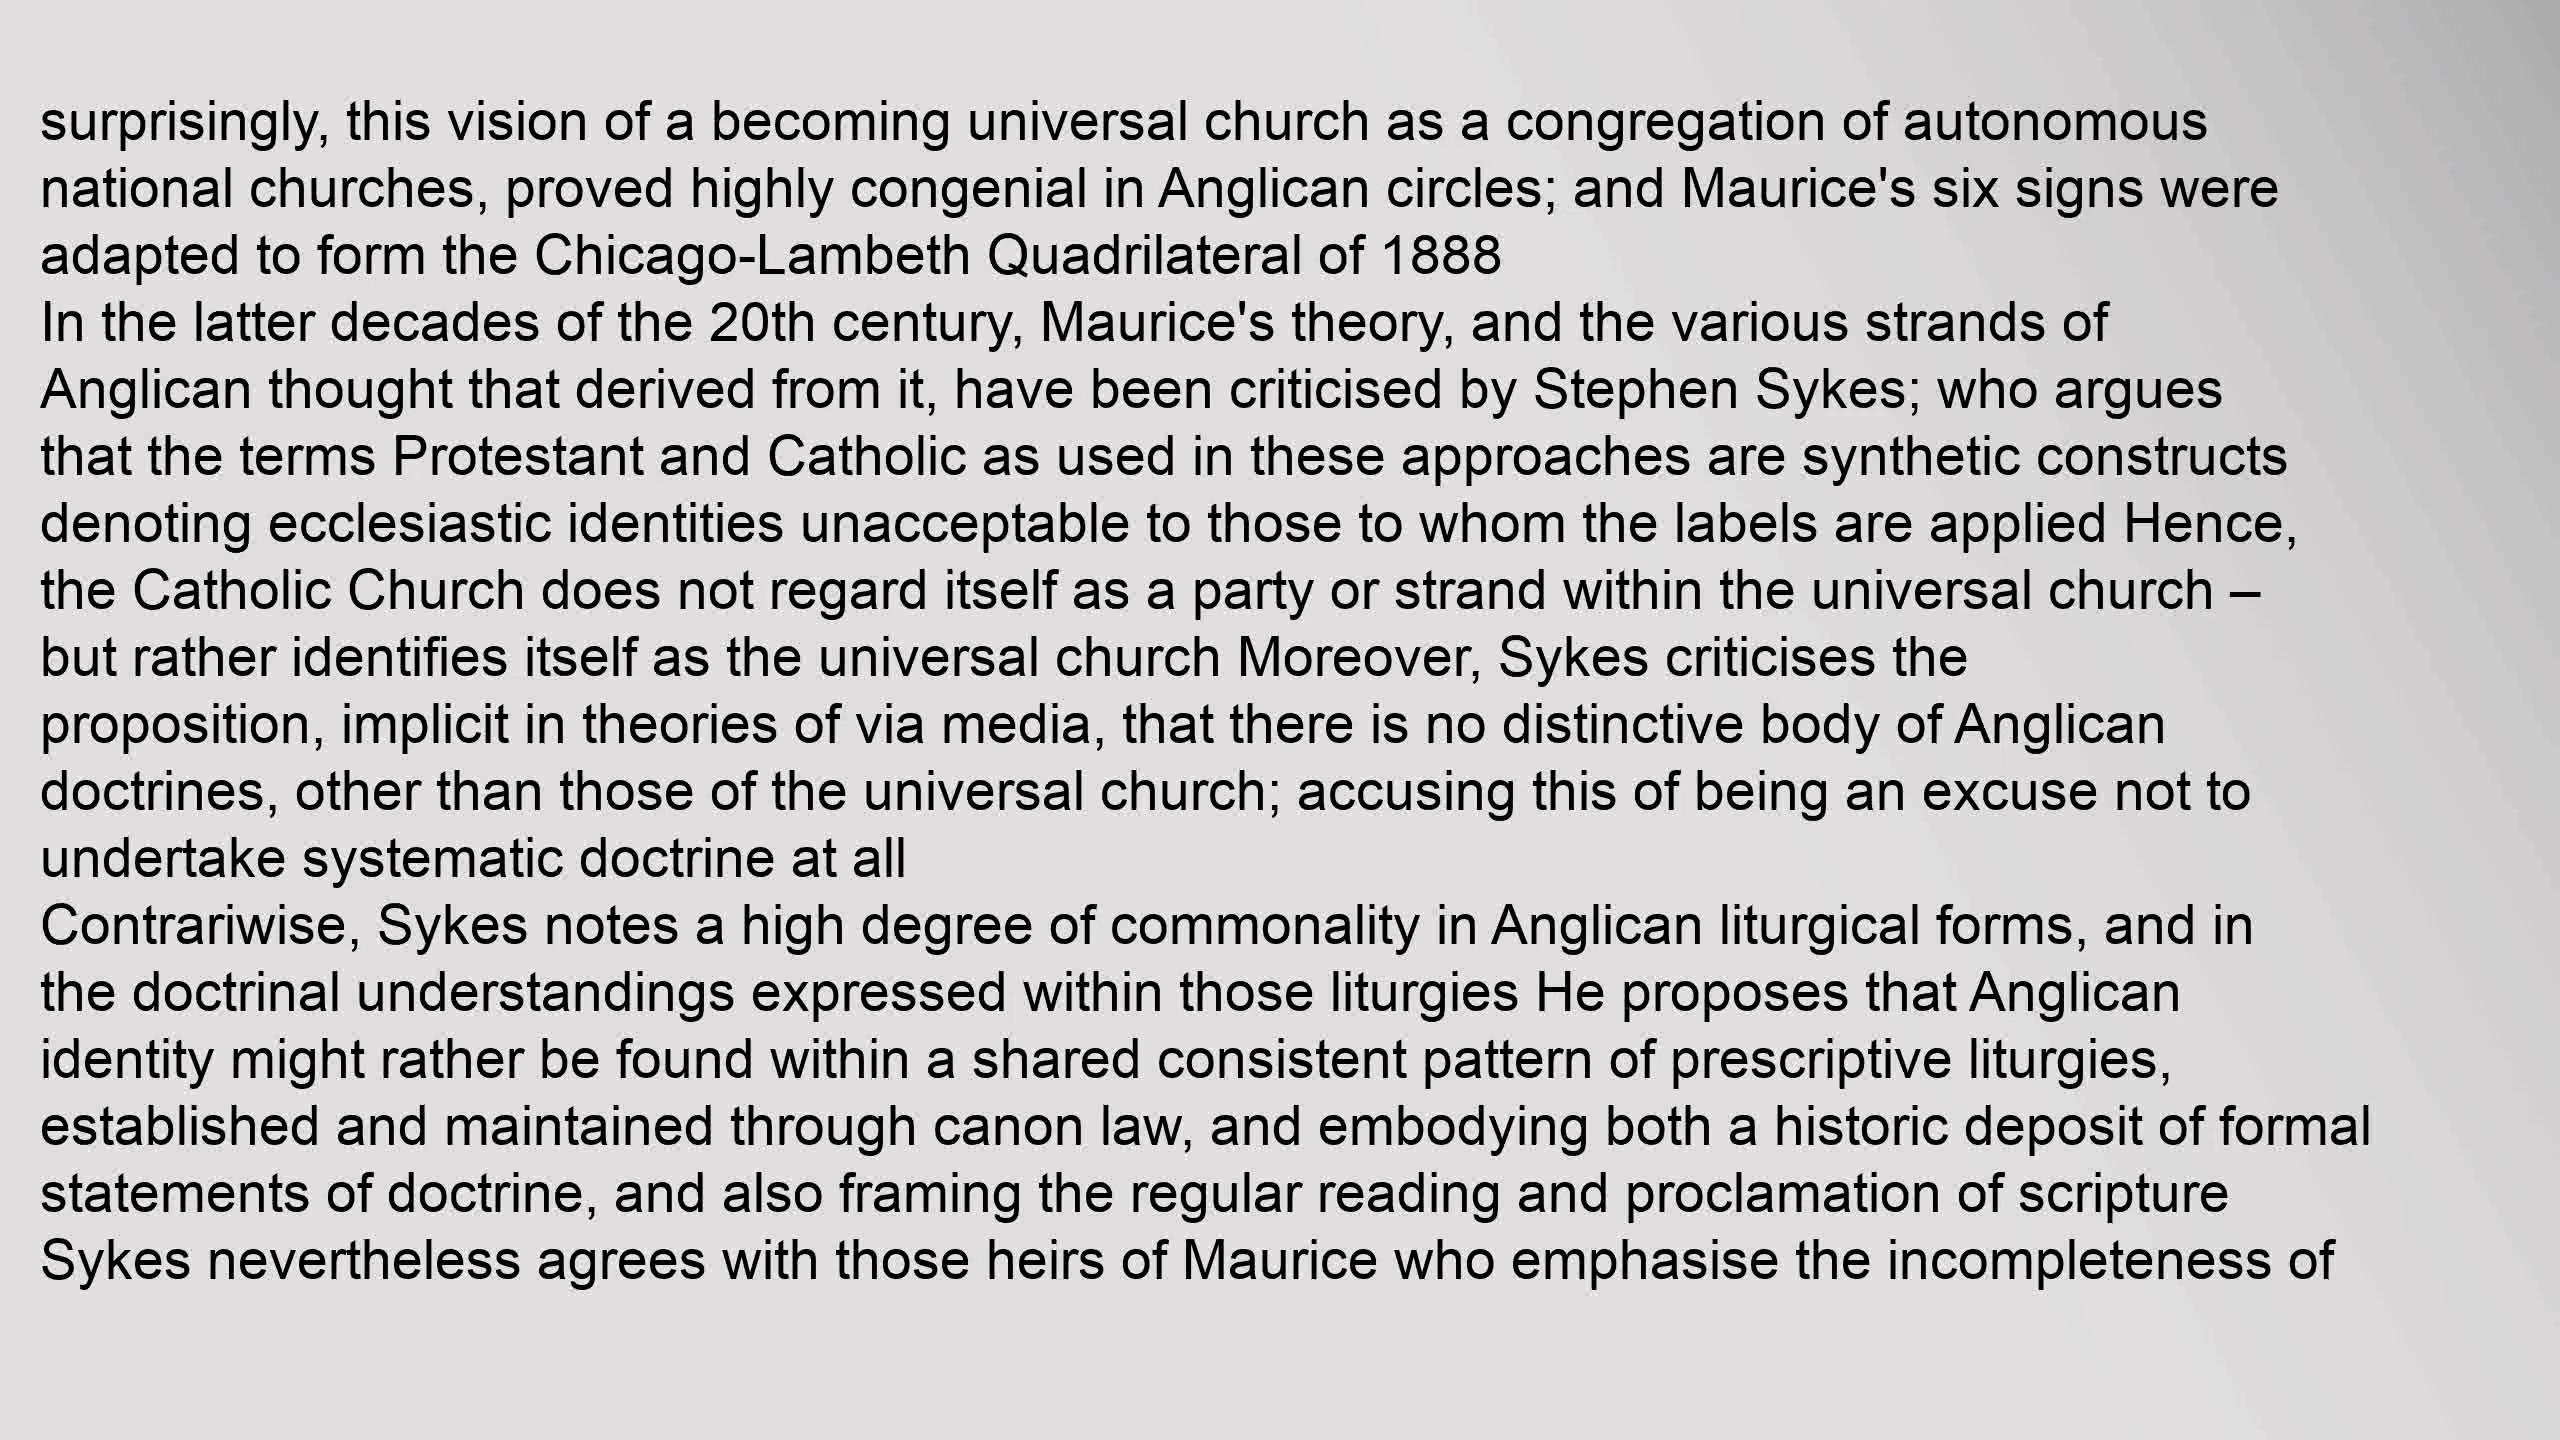 surprisingly, this vision of a becoming universal church as a congregation of autonomous
national churches, proved highly congenial in Anglican circles; and Maurice's six signs were
adapted to form the Chicago-Lambeth Quadrilateral of 1888
In the latter decades of the 20th century, Maurice's theory, and the various strands of
Anglican thought that derived from it, have been criticised by Stephen Sykes; who argues
that the terms Protestant and Catholic as used in these approaches are synthetic constructs
denoting ecclesiastic identities unacceptable to those to whom the labels are applied Hence,
the Catholic Church does not regard itself as a party or strand within the universal church –
but rather identifies itself as the universal church Moreover, Sykes criticises the
proposition, implicit in theories of via media, that there is no distinctive body of Anglican
doctrines, other than those of the universal church; accusing this of being an excuse not to
undertake systematic doctrine at all
Contrariwise, Sykes notes a high degree of commonality in Anglican liturgical forms, and in
the doctrinal understandings expressed within those liturgies He proposes that Anglican
identity might rather be found within a shared consistent pattern of prescriptive liturgies,
established and maintained through canon law, and embodying both a historic deposit of formal
statements of doctrine, and also framing the regular reading and proclamation of scripture
Sykes nevertheless agrees with those heirs of Maurice who emphasise the incompleteness of